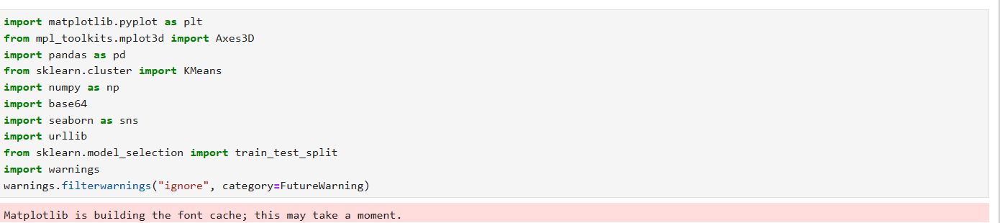 import matplotlib.pyplot as plt
from mpl_toolkits.mplot3d import Axes3D
import pandas as pd
from sklearn.cluster import KMeans
import numpy as np
import base64
import seaborn as sns
import urllib
from sklearn.model_selection import train_test_split
import warnings
warnings.filterwarnings("ignore", category=FutureWarning)
Matplotlib is building the font cache; this may take a moment.